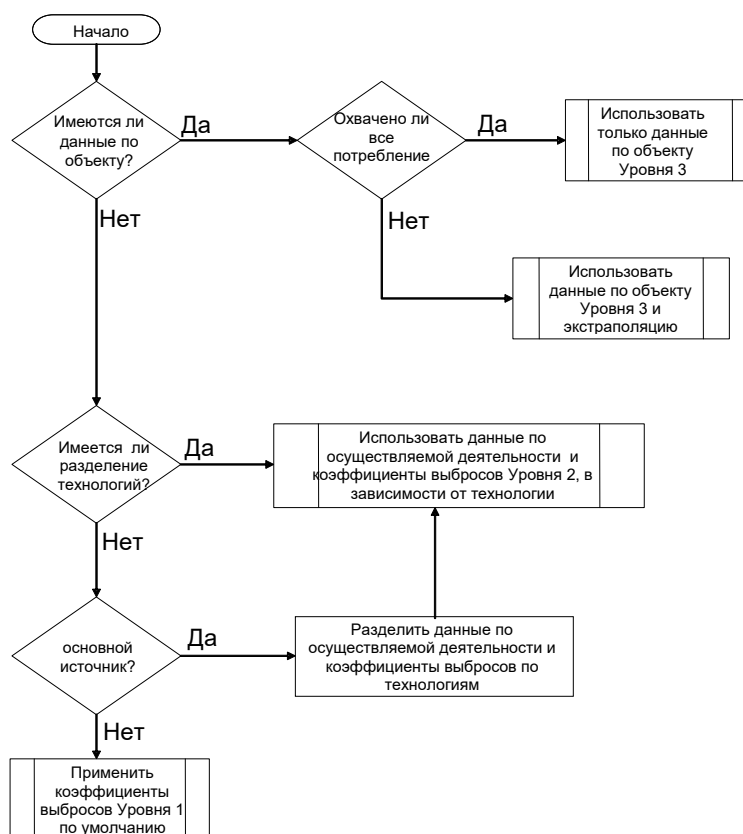 Начало
Имеются ли
данные по
объекту?
Да
Охвачено ли
все
потребление
Да
Использовать
только данные
по объекту
Уровня 3
Нет
Нет
Использовать
данные по объекту
Уровня 3 и
экстраполяцию
Имеется ли
разделение
технологий?
Да
Использовать данные по
осуществляемой деятельности и
коэффициенты выбросов Уровня 2, в
зависимости от технологии
Нет
основной
источник?
Да
Разделить данные по
осуществляемой деятельности и
коэффициенты выбросов по
технологиям
Нет
Применить
коэффициенты
выбросов Уровня 1
по умолчанию